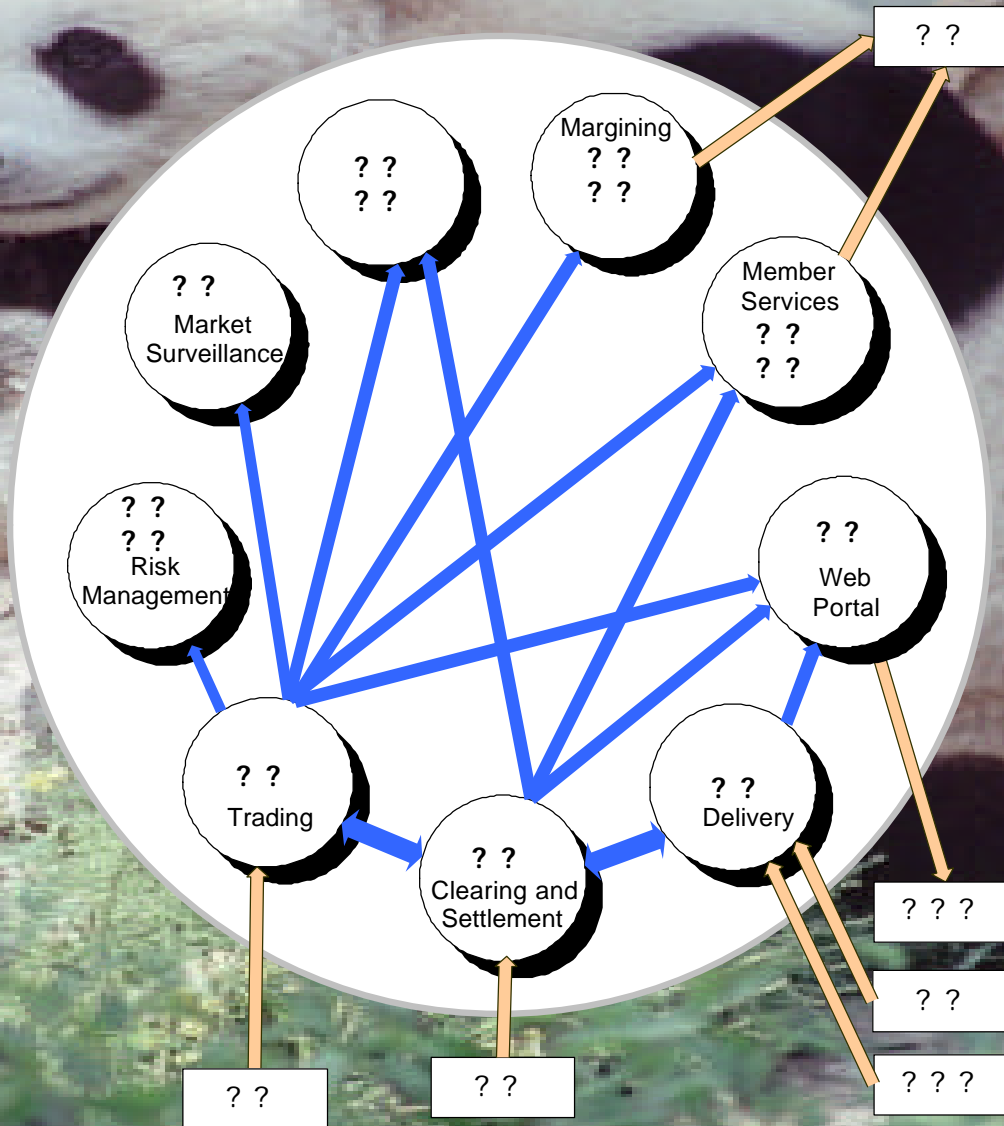 ? ?
Margining
? ?
? ?
? ?
? ?
Member
Services
? ?
? ?
? ?
Market
Surveillance
? ?
? ?
Risk
Management
? ?
Web
Portal
? ?
Trading
? ?
Clearing and
Settlement
? ?
Delivery
? ? ?
? ?
? ? ?
? ?
? ?